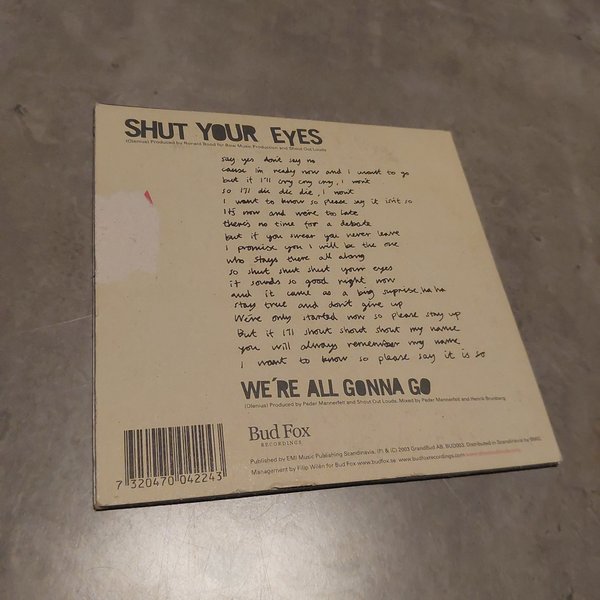 SHUT YOUR EYES
(Olenius) Produced by Ronald Bood for Bear Music Production and Shout Out Louds
say yes don't say no
cause I'm ready now and I want to go
but if I'll cry cry cry, I won't
so I'll die die die, I won't
I want to know so please say it isn't so
It's now and we're too late
there's no time for a debate
but if you swear you never leave
I promise you I will be the one
who stays there all along
so shut shut shut your eyes
it sounds so good right now
and it came as a big suprise, ha ha
stay true and don't give up
We're only started now so please stay up
But if I'll shout shout shout my name
you will always remember my name
I want to know so please say it is so
WE'RE ALL GONNA GO
(Olenius) Produced by Peder Mannerfelt and Shout Out Louds. Mixed by Peder Mannerfelt and Henrik Brunberg.
Bud Fox
RECORDINGS
Published by EMI Music Publishing Scandinavia. (P) & (C) 2003 GrandBud AB. BUD003. Distributed in Scandinavia by BMG.
Management by Filip Wilén for Bud Fox www.budfox.se. www.budfoxrecordings.com
7 320470 042243